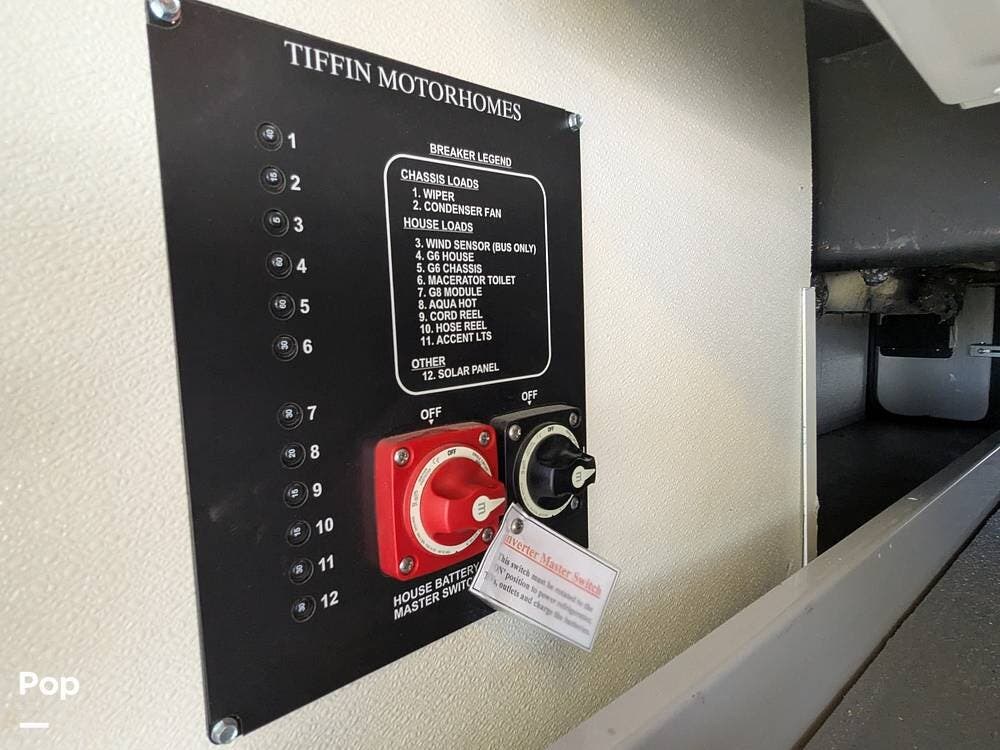 TIFFIN MOTORHOMES
BREAKER LEGEND
CHASSIS LOADS
1. WIPER
2. CONDENSER FAN
HOUSE LOADS
3. WIND SENSOR (BUS ONLY)
4. G6 HOUSE
5. G6 CHASSIS
6. MACERATOR TOILET
7. G8 MODULE
8. AQUA HOT
9. CORD REEL
10. HOSE REEL
11. ACCENT LTS
OTHER
12. SOLAR PANEL
1
2
3
4
5
6
7
8
9
10
11
12
OFF
OFF
OFF
OFF
HOUSE BATTERY
MASTER SWITCH
Inverter Master Switch
This switch must be rotated to the
'ON' position to power refrigerator,
outlets and charge the batteries.
Pop